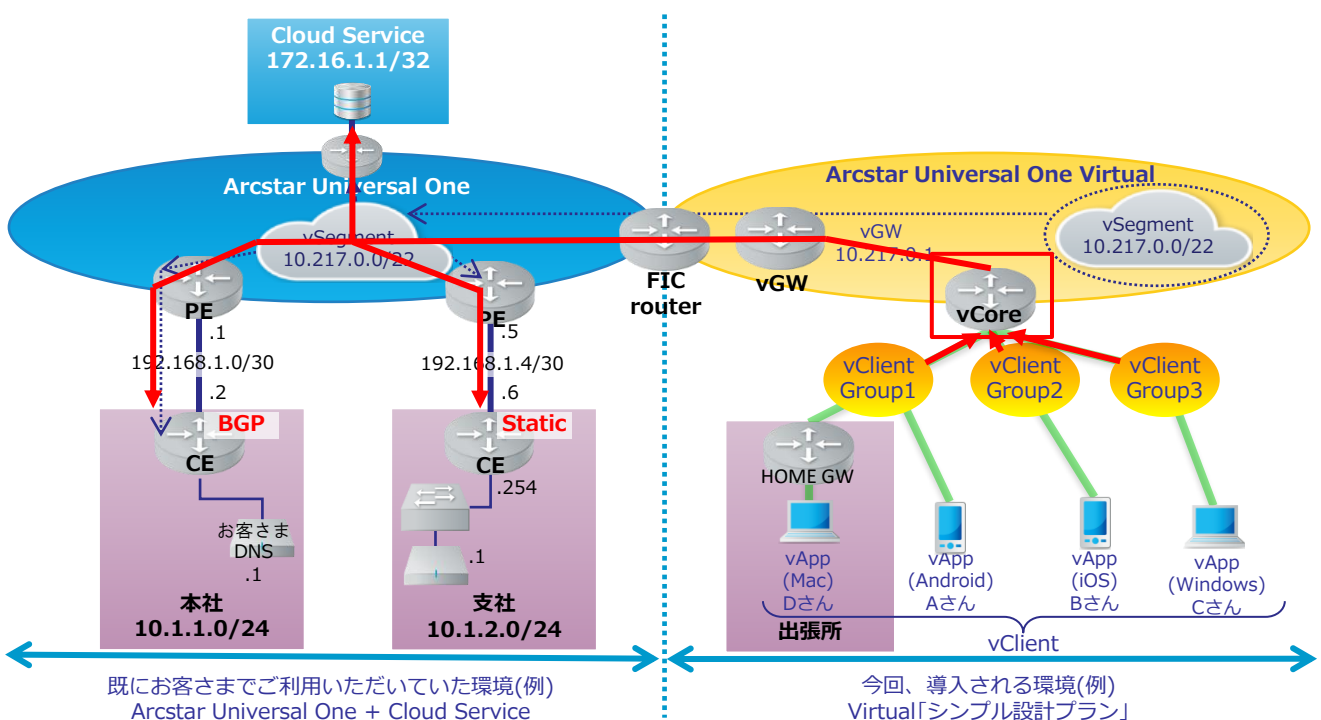 Cloud Service
172.16.1.1/32
Arcstar Universal One
Arcstar Universal One Virtual
vSegment
10.217.0.0/22
vSegment
10.217.0.0/22
vGW
10.217.0.1
FIC
router
vGW
vCore
PE
PE
.1
192.168.1.0/30
.2
.5
192.168.1.4/30
.6
BGP
CE
Static
CE
.254
お客さま
DNS
.1
.1
本社
10.1.1.0/24
支社
10.1.2.0/24
vClient
Group1
vClient
Group2
vClient
Group3
HOME GW
vApp
(Mac)
Dさん
vApp
(Android)
Aさん
vApp
(iOS)
Bさん
vApp
(Windows)
Cさん
出張所
vClient
既にお客さまでご利用いただいていた環境(例)
Arcstar Universal One + Cloud Service
今回、導入される環境(例)
Virtual「シンプル設計プラン」